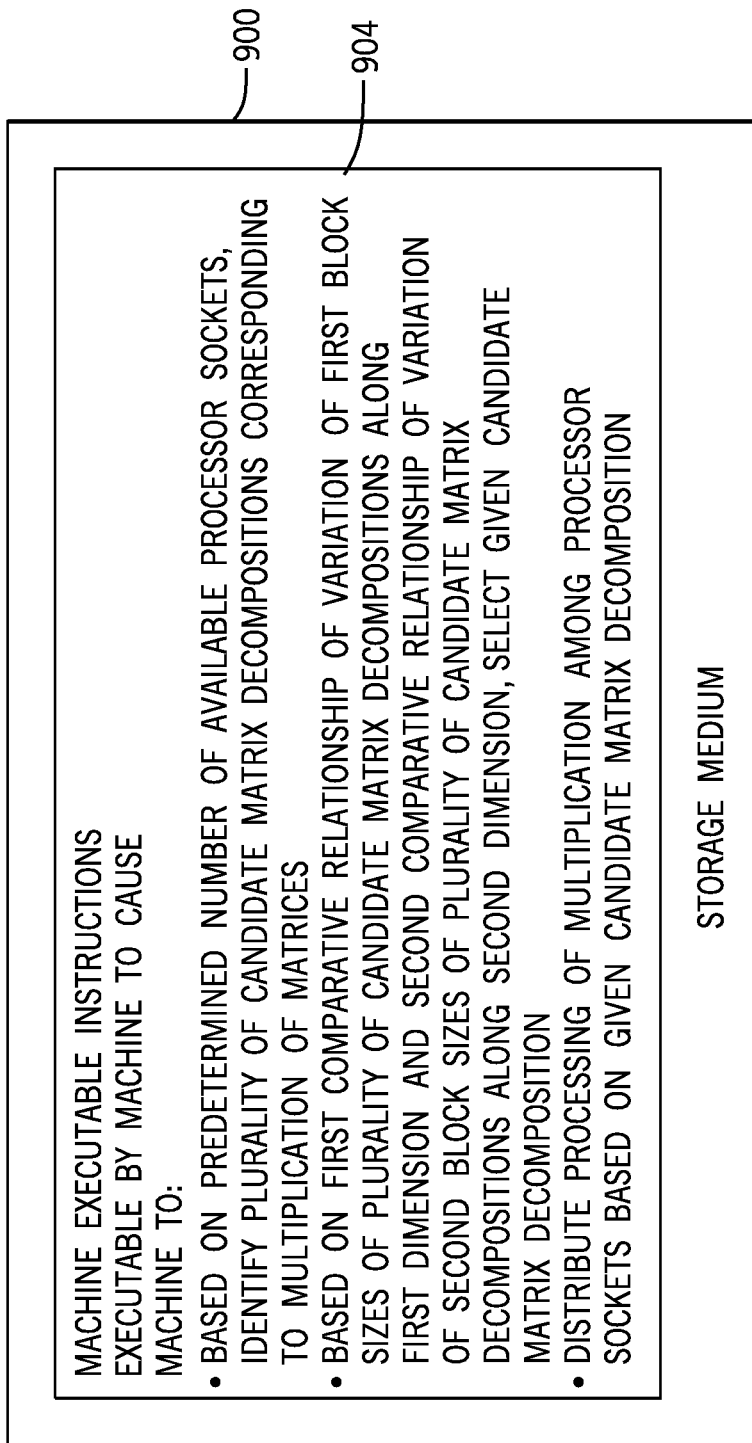 MACHINE EXECUTABLE INSTRUCTIONS
EXECUTABLE BY MACHINE TO CAUSE
MACHINE TO:
• BASED ON PREDETERMINED NUMBER OF AVAILABLE PROCESSOR SOCKETS,
IDENTIFY PLURALITY OF CANDIDATE MATRIX DECOMPOSITIONS CORRESPONDING
TO MULTIPLICATION OF MATRICES
• BASED ON FIRST COMPARATIVE RELATIONSHIP OF VARIATION OF FIRST BLOCK
SIZES OF PLURALITY OF CANDIDATE MATRIX DECOMPOSITIONS ALONG
FIRST DIMENSION AND SECOND COMPARATIVE RELATIONSHIP OF VARIATION
OF SECOND BLOCK SIZES OF PLURALITY OF CANDIDATE MATRIX
DECOMPOSITIONS ALONG SECOND DIMENSION, SELECT GIVEN CANDIDATE
MATRIX DECOMPOSITION
• DISTRIBUTE PROCESSING OF MULTIPLICATION AMONG PROCESSOR
SOCKETS BASED ON GIVEN CANDIDATE MATRIX DECOMPOSITION
STORAGE MEDIUM
900
904